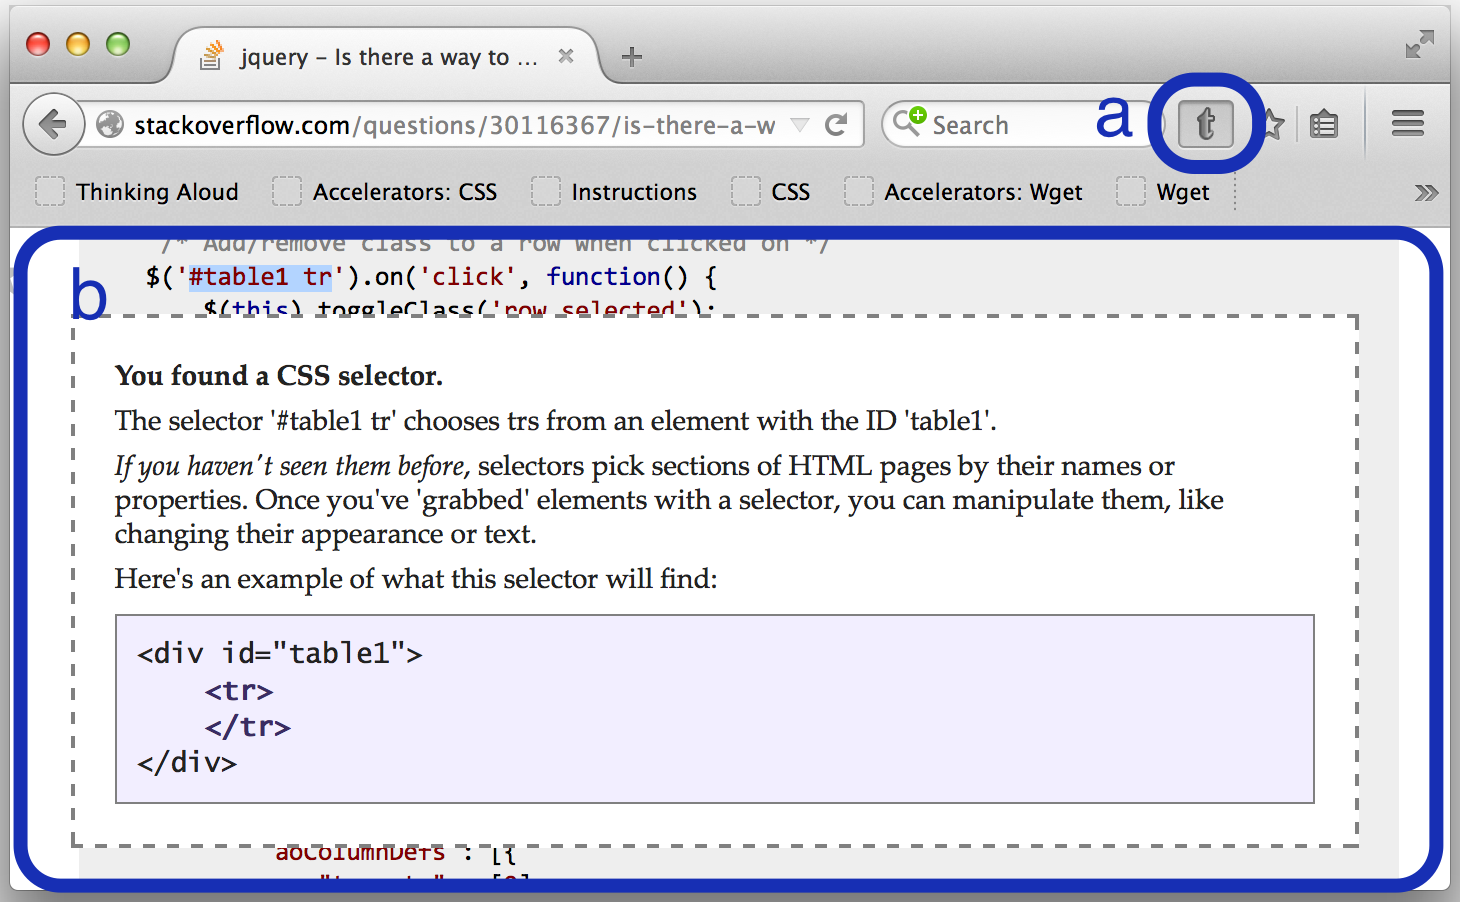 jquery – Is there a way to ...
stackoverflow.com/questions/30116367/is-there-a-w
Search
a
t
Thinking Aloud
Accelerators: CSS
Instructions
CSS
Accelerators: Wget
Wget
b
/* Add/remove class to a row when clicked on */
$('#table1 tr').on('click', function() {
$(this).toggleClass('row_selected');
You found a CSS selector.
The selector '#table1 tr' chooses trs from an element with the ID 'table1'.
If you haven't seen them before, selectors pick sections of HTML pages by their names or
properties. Once you've 'grabbed' elements with a selector, you can manipulate them, like
changing their appearance or text.
Here's an example of what this selector will find:
<div id="table1">
<tr>
</tr>
</div>
aoColumnDefs : [{